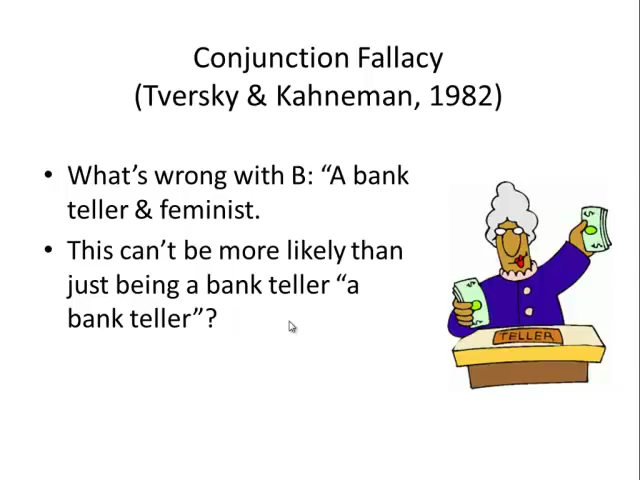 Conjunction Fallacy
(Tversky & Kahneman, 1982)
• What's wrong with B: “A bank
teller & feminist.
• This can't be more likely than
just being a bank teller “a
bank teller”?
TELLER